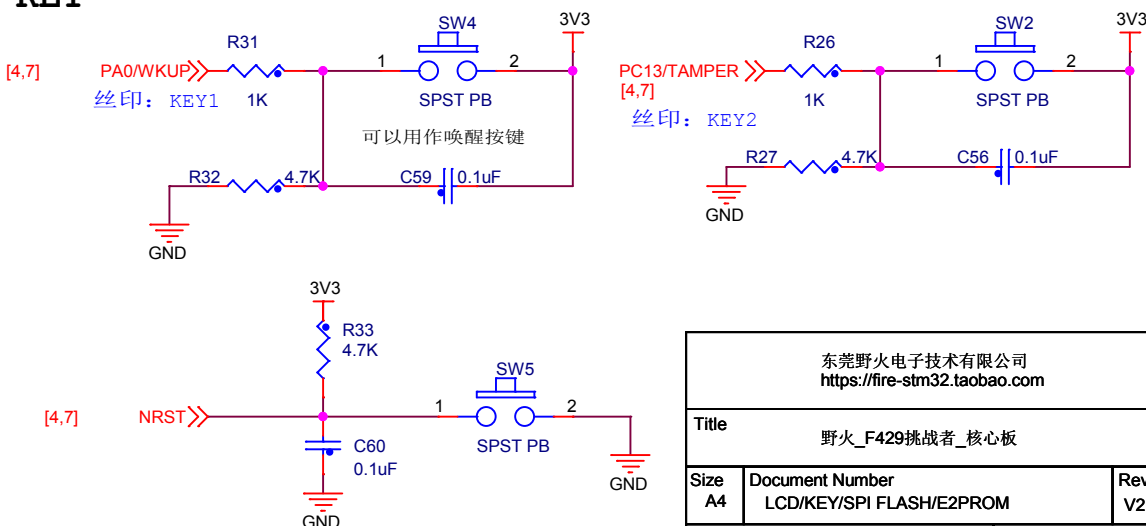 KEY
SW4
3V3
R31
[4,7]
PA0/WKUP
1
2
丝印：KEY1
1K
SPST PB
可以用作唤醒按键
R32
4.7K
C59
0.1uF
GND
SW2
3V3
R26
PC13/TAMPER
1
2
[4,7]
1K
SPST PB
丝印：KEY2
R27
4.7K
C56
0.1uF
GND
3V3
R33
4.7K
SW5
[4,7]
NRST
1
2
C60
SPST PB
0.1uF
GND
GND
东莞野火电子技术有限公司
https://fire-stm32.taobao.com
Title
野火_F429挑战者_核心板
Size
Document Number
Rev
A4
LCD/KEY/SPI FLASH/E2PROM
V2